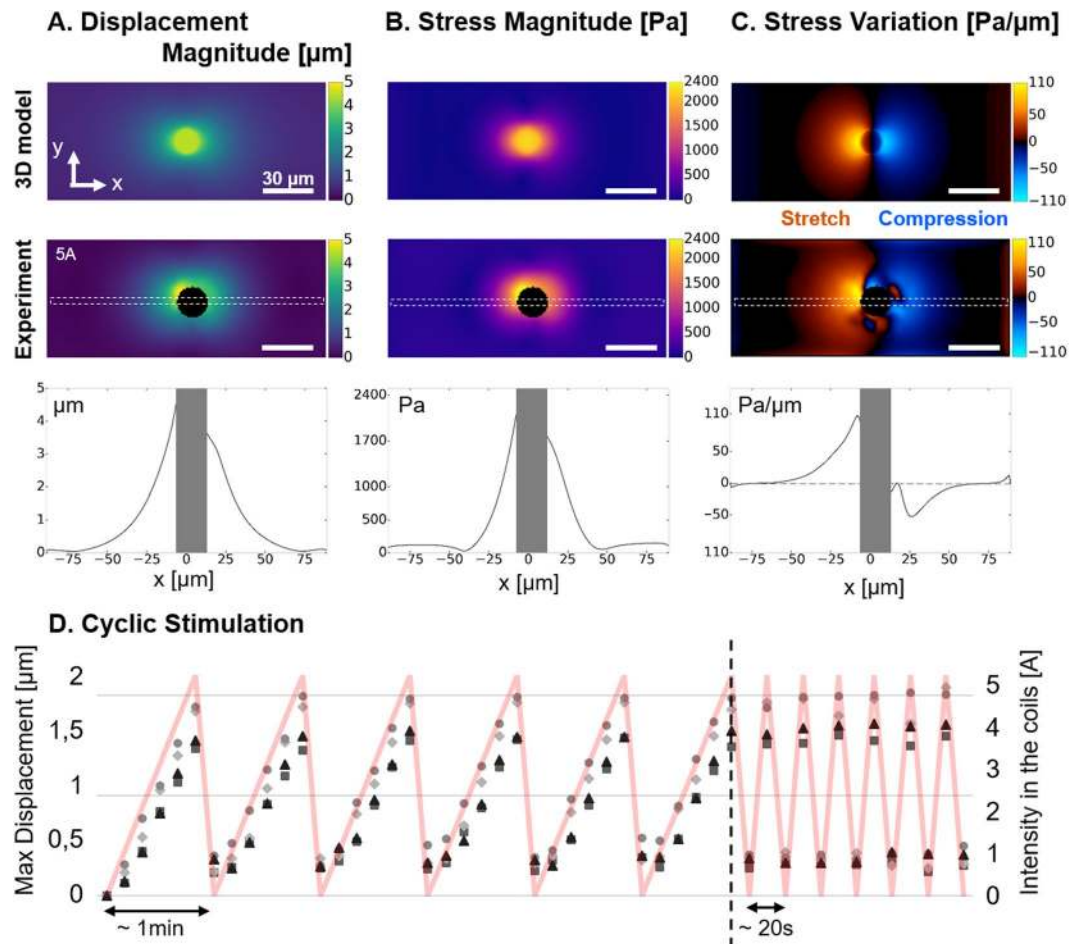 A. Displacement
Magnitude [µm]
B. Stress Magnitude [Pa]
C. Stress Variation [Pa/µm]
3D model
y
x
30 µm
5
4
3
2
1
0
2400
2000
1500
1000
500
0
110
50
0
−50
−110
Stretch
Compression
Experiment
5A
5
4
3
2
1
0
2400
2000
1500
1000
500
0
110
50
0
−50
−110
µm
5
4
3
2
1
0
−75 −50 −25 0 25 50 75
x [µm]
Pa
2400
1700
1000
500
0
−75 −50 −25 0 25 50 75
x [µm]
Pa/µm
110
50
0
−50
110
−75 −50 −25 0 25 50 75
x [µm]
D. Cyclic Stimulation
Max Displacement [µm]
2
1,5
1
0,5
0
Intensity in the coils [A]
5
4
3
2
1
0
~ 1min
~ 20s